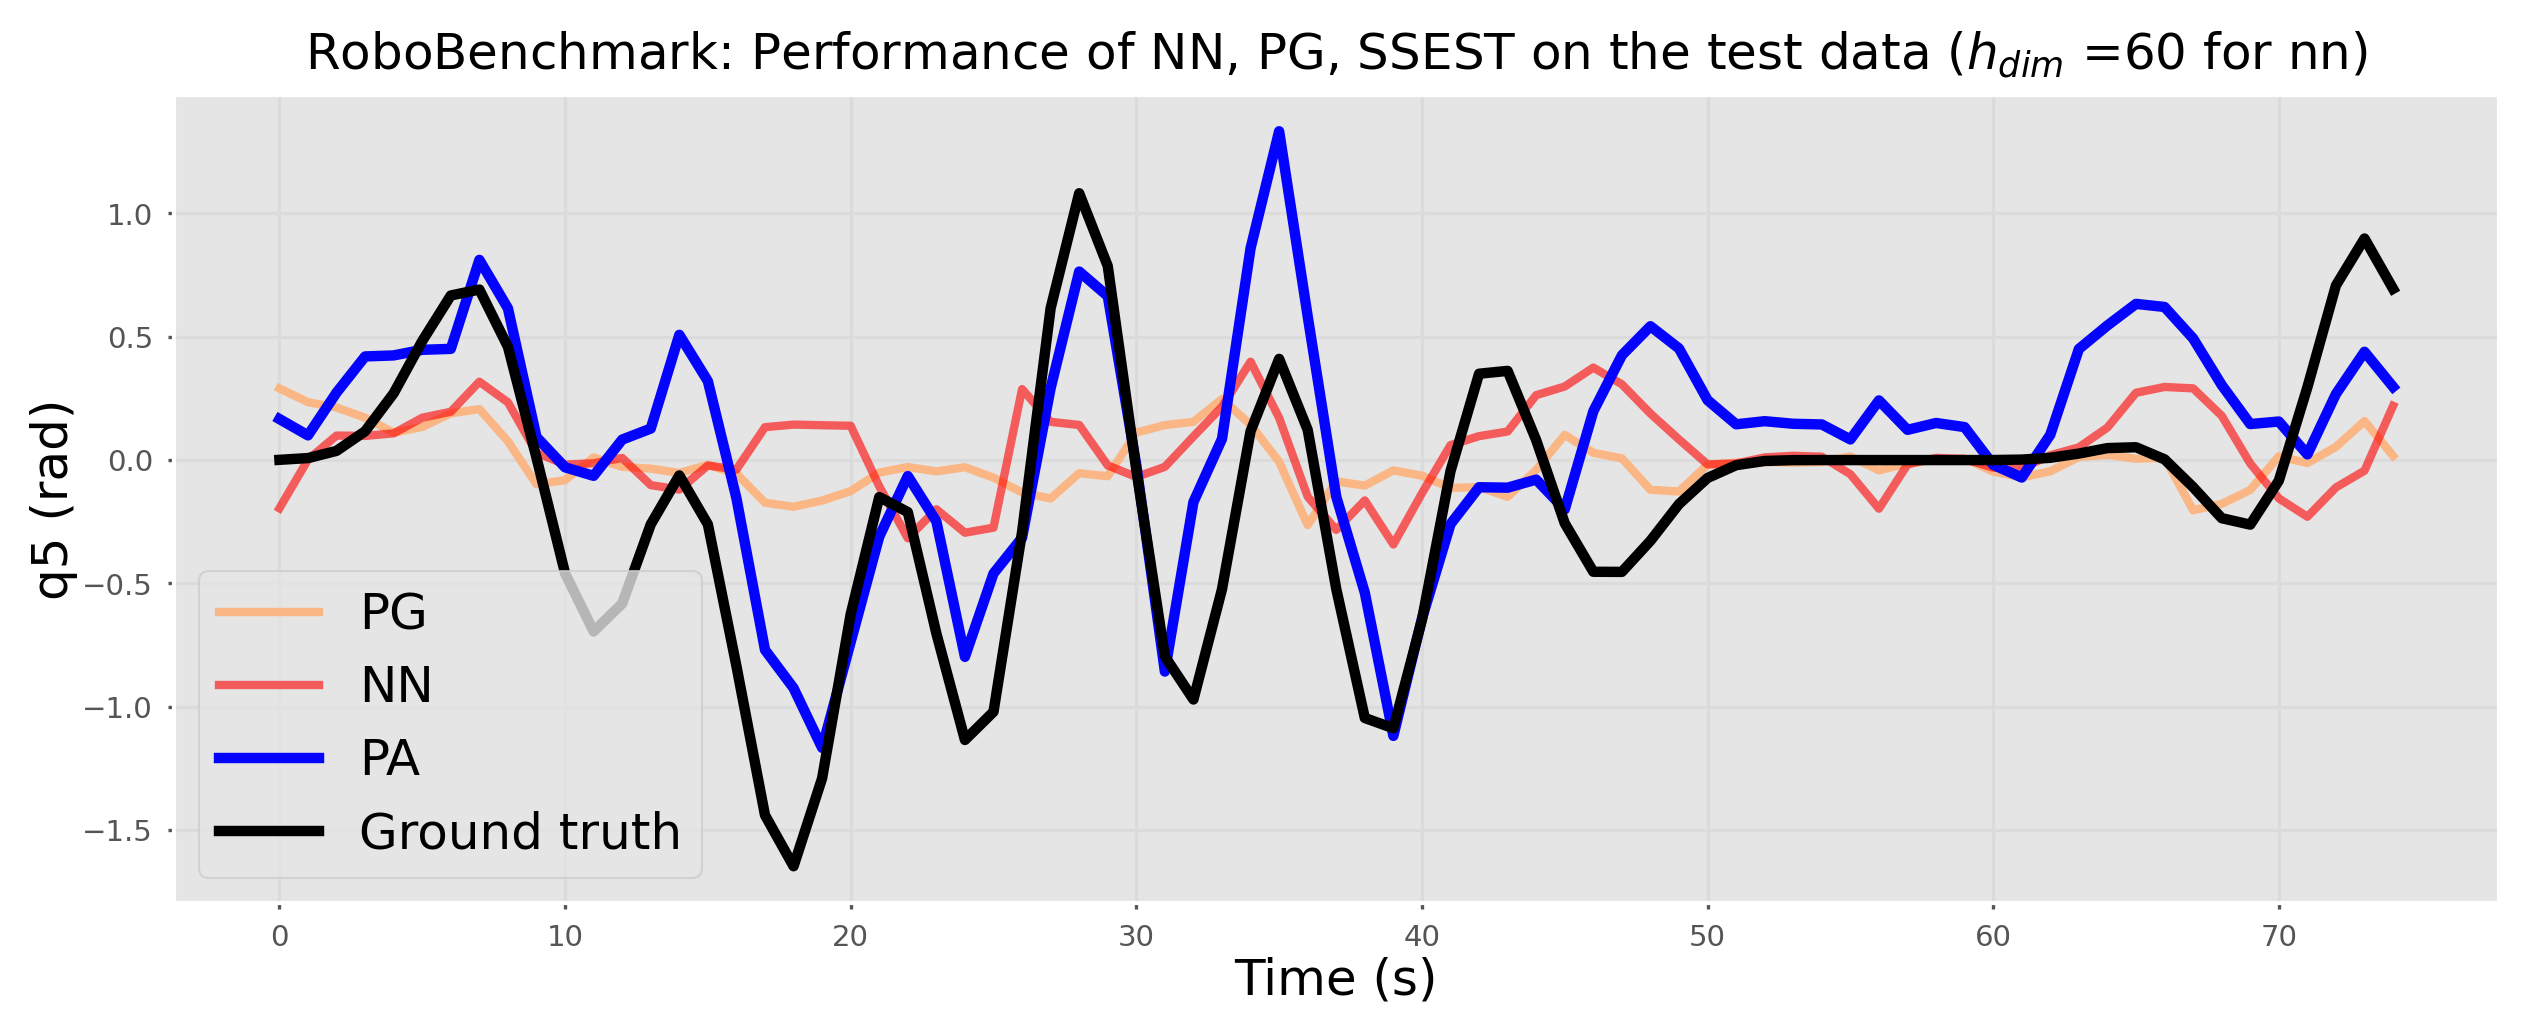 RoboBenchmark: Performance of NN, PG, SSEST on the test data (h_dim =60 for nn)
q5 (rad)
1.0
0.5
0.0
−0.5
−1.0
−1.5
PG
NN
PA
Ground truth
0 10 20 30 40 50 60 70
Time (s)